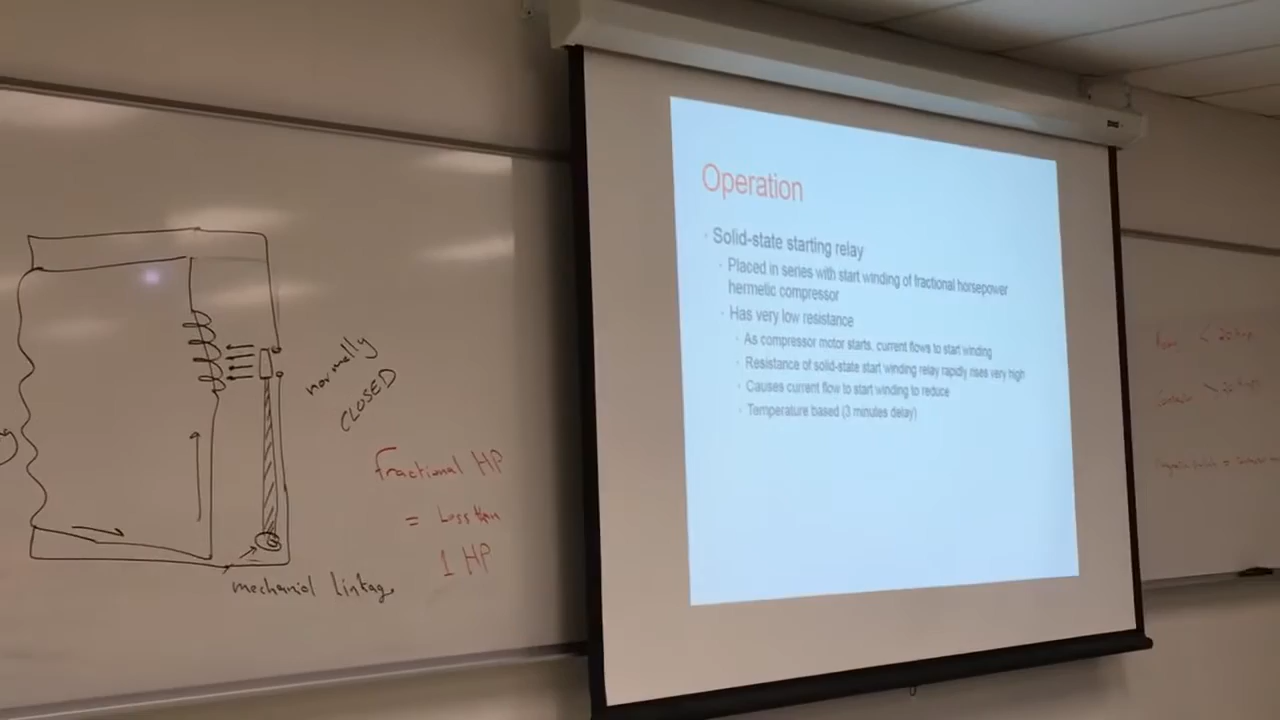 normally
CLOSED
fractional HP
= Less than
1 HP
mechanicl linkage
Operation
Solid-state starting relay
Placed in series with start winding of fractional horsepower
hermetic compressor
Has very low resistance
As compressor motor starts, current flows to start winding
Resistance of solid-state start winding relay rapidly rises very high
Causes current flow to start winding to reduce
Temperature based (3 minutes delay)